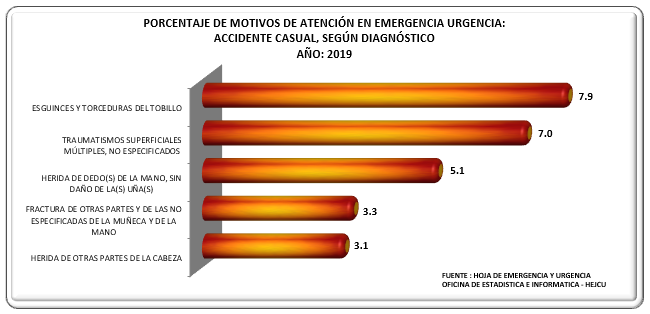 PORCENTAJE DE MOTIVOS DE ATENCIÓN EN EMERGENCIA URGENCIA:
ACCIDENTE CASUAL, SEGÚN DIAGNÓSTICO
AÑO: 2019
ESGUINCES Y TORCEDURAS DEL TOBILLO
7.9
TRAUMATISMOS SUPERFICIALES
MÚLTIPLES, NO ESPECIFICADOS
7.0
HERIDA DE DEDO(S) DE LA MANO, SIN
DAÑO DE LA(S) UÑA(S)
5.1
FRACTURA DE OTRAS PARTES Y DE LAS NO
ESPECIFICADAS DE LA MUÑECA Y DE LA
MANO
3.3
HERIDA DE OTRAS PARTES DE LA CABEZA
3.1
FUENTE : HOJA DE EMERGENCIA Y URGENCIA
OFICINA DE ESTADISTICA E INFORMATICA - HEJCU